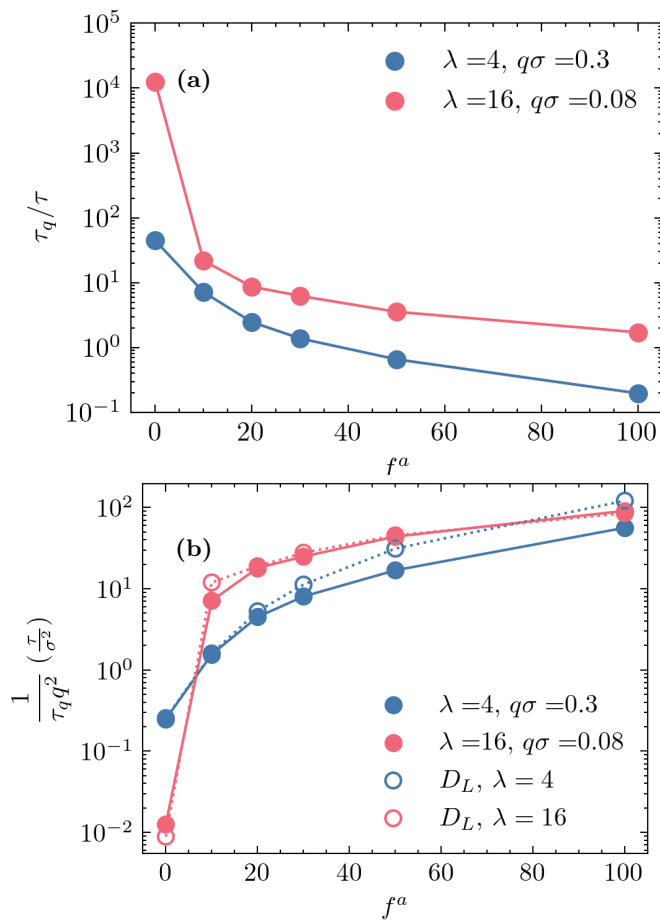 10^5
10^4
10^3
10^2
10^1
10^0
10^{-1}
τ_q/τ
(a)
λ =4, qσ =0.3
λ =16, qσ =0.08
0 20 40 60 80 100
f^a
10^2
10^1
10^0
10^{-1}
10^{-2}
\frac{1}{τ_q q^2} (\frac{τ}{σ^2})
(b)
λ =4, qσ =0.3
λ =16, qσ =0.08
D_L, λ = 4
D_L, λ = 16
0 20 40 60 80 100
f^a